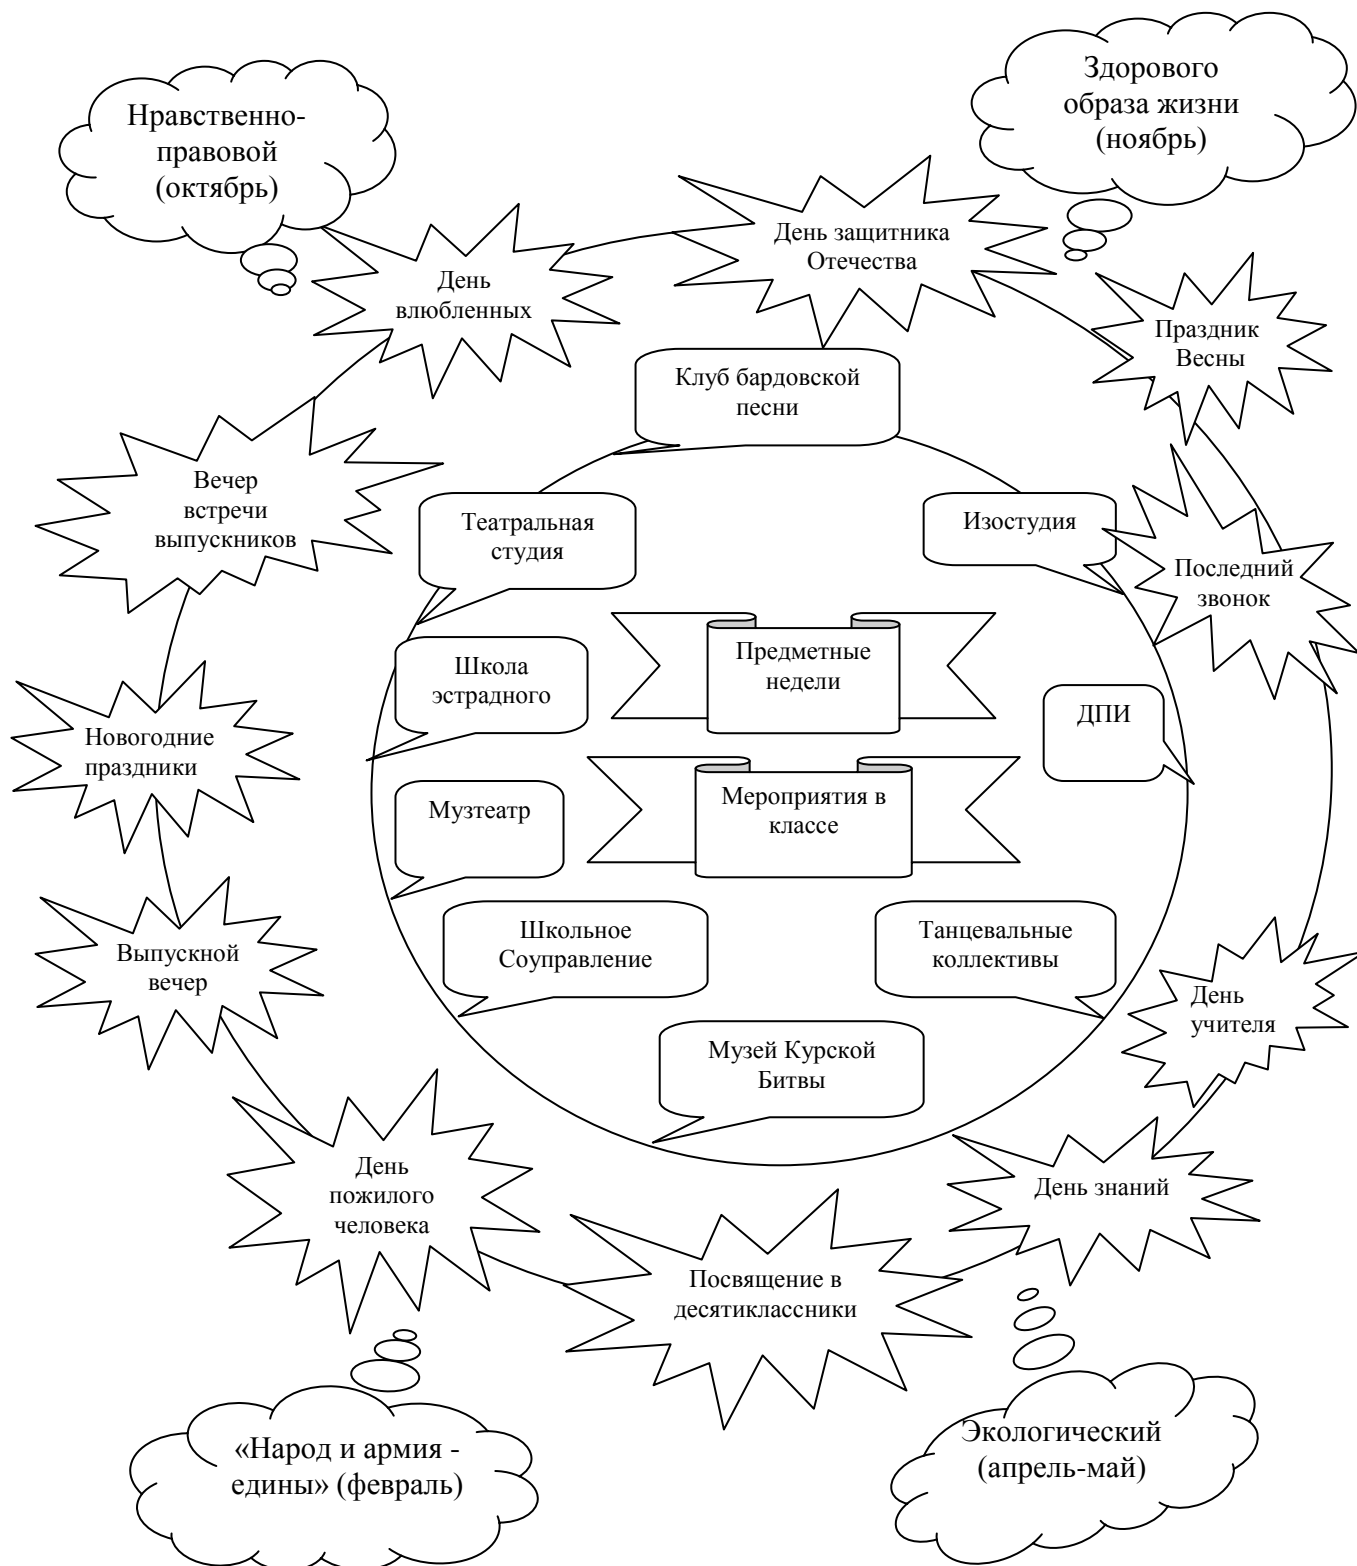 Здорового
образа жизни
(ноябрь)
Нравственно-
правовой
(октябрь)
День защитника
Отечества
День
влюбленных
Праздник
Весны
Клуб бардовской
песни
Вечер
встречи
выпускников
Театральная
студия
Изостудия
Последний
звонок
Школа
эстрадного
Предметные
недели
ДПИ
Новогодние
праздники
Музтеатр
Мероприятия в
классе
Школьное
Соуправление
Танцевальные
коллективы
Выпускной
вечер
День
учителя
Музей Курской
Битвы
День
пожилого
человека
День знаний
Посвящение в
десятиклассники
«Народ и армия -
едины» (февраль)
Экологический
(апрель-май)